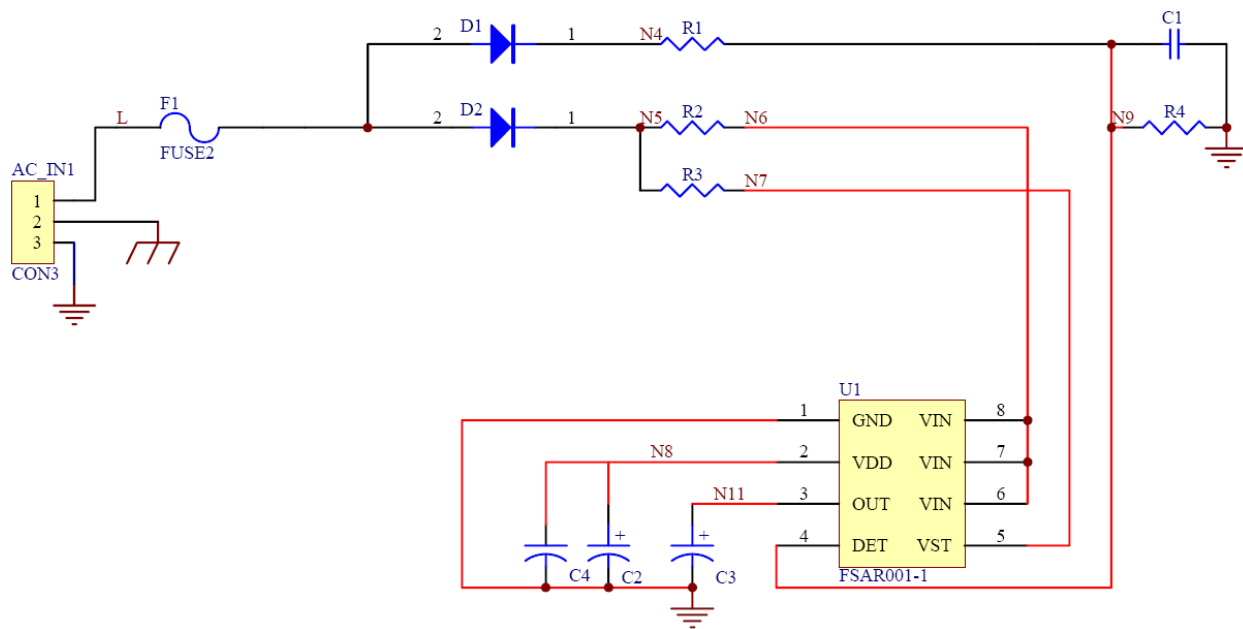 D1
C1
2
1
N4
R1
F1
D2
L
2
1
N5
R2
N6
N9
R4
FUSE2
AC_IN1
R3
N7
1
2
3
CON3
U1
1
GND
VIN
8
N8
2
VDD
VIN
7
N11
3
OUT
VIN
6
+
+
4
DET
VST
5
C4
C2
C3
FSAR001-1